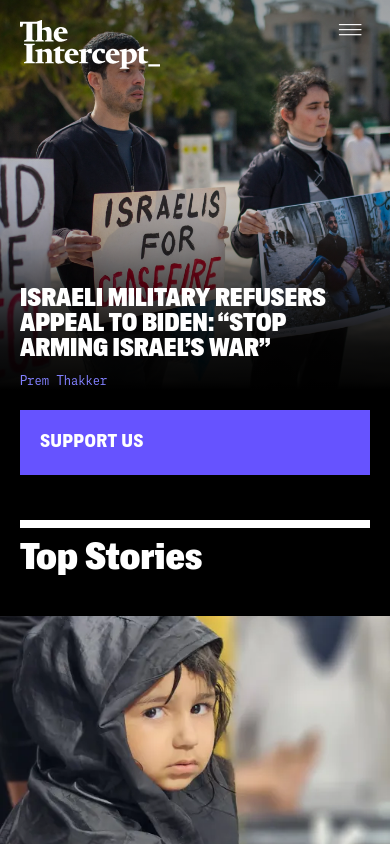 The
Intercept_
ISRAELIS
FOR
CEASEFIRE
ISRAELI MILITARY REFUSERS
APPEAL TO BIDEN: “STOP
ARMING ISRAEL’S WAR”
Prem Thakker
SUPPORT US
Top Stories